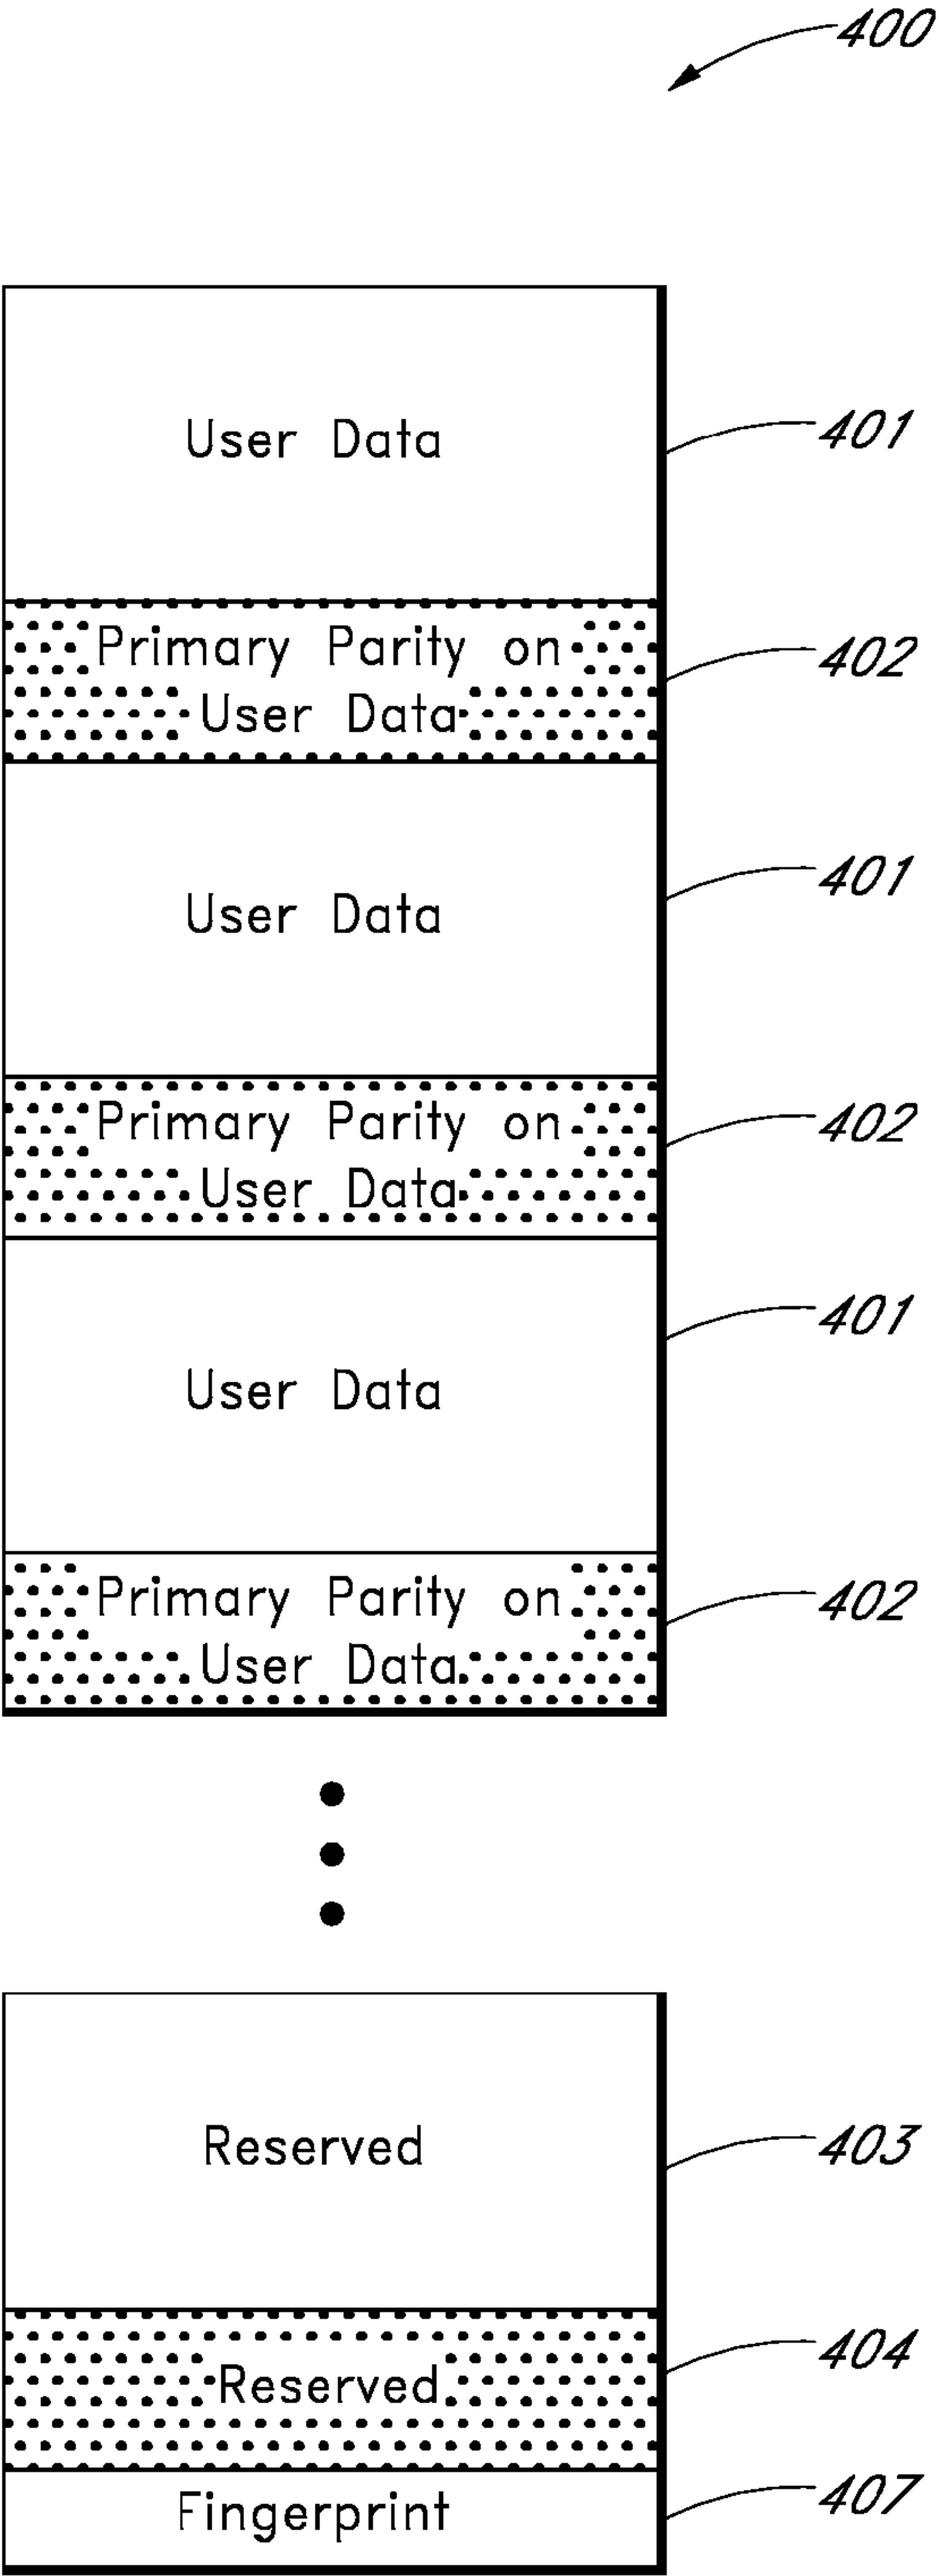 400
User Data
401
Primary Parity on
User Data
402
User Data
401
Primary Parity on
User Data
402
User Data
401
Primary Parity on
User Data
402
Reserved
403
Reserved
404
Fingerprint
407